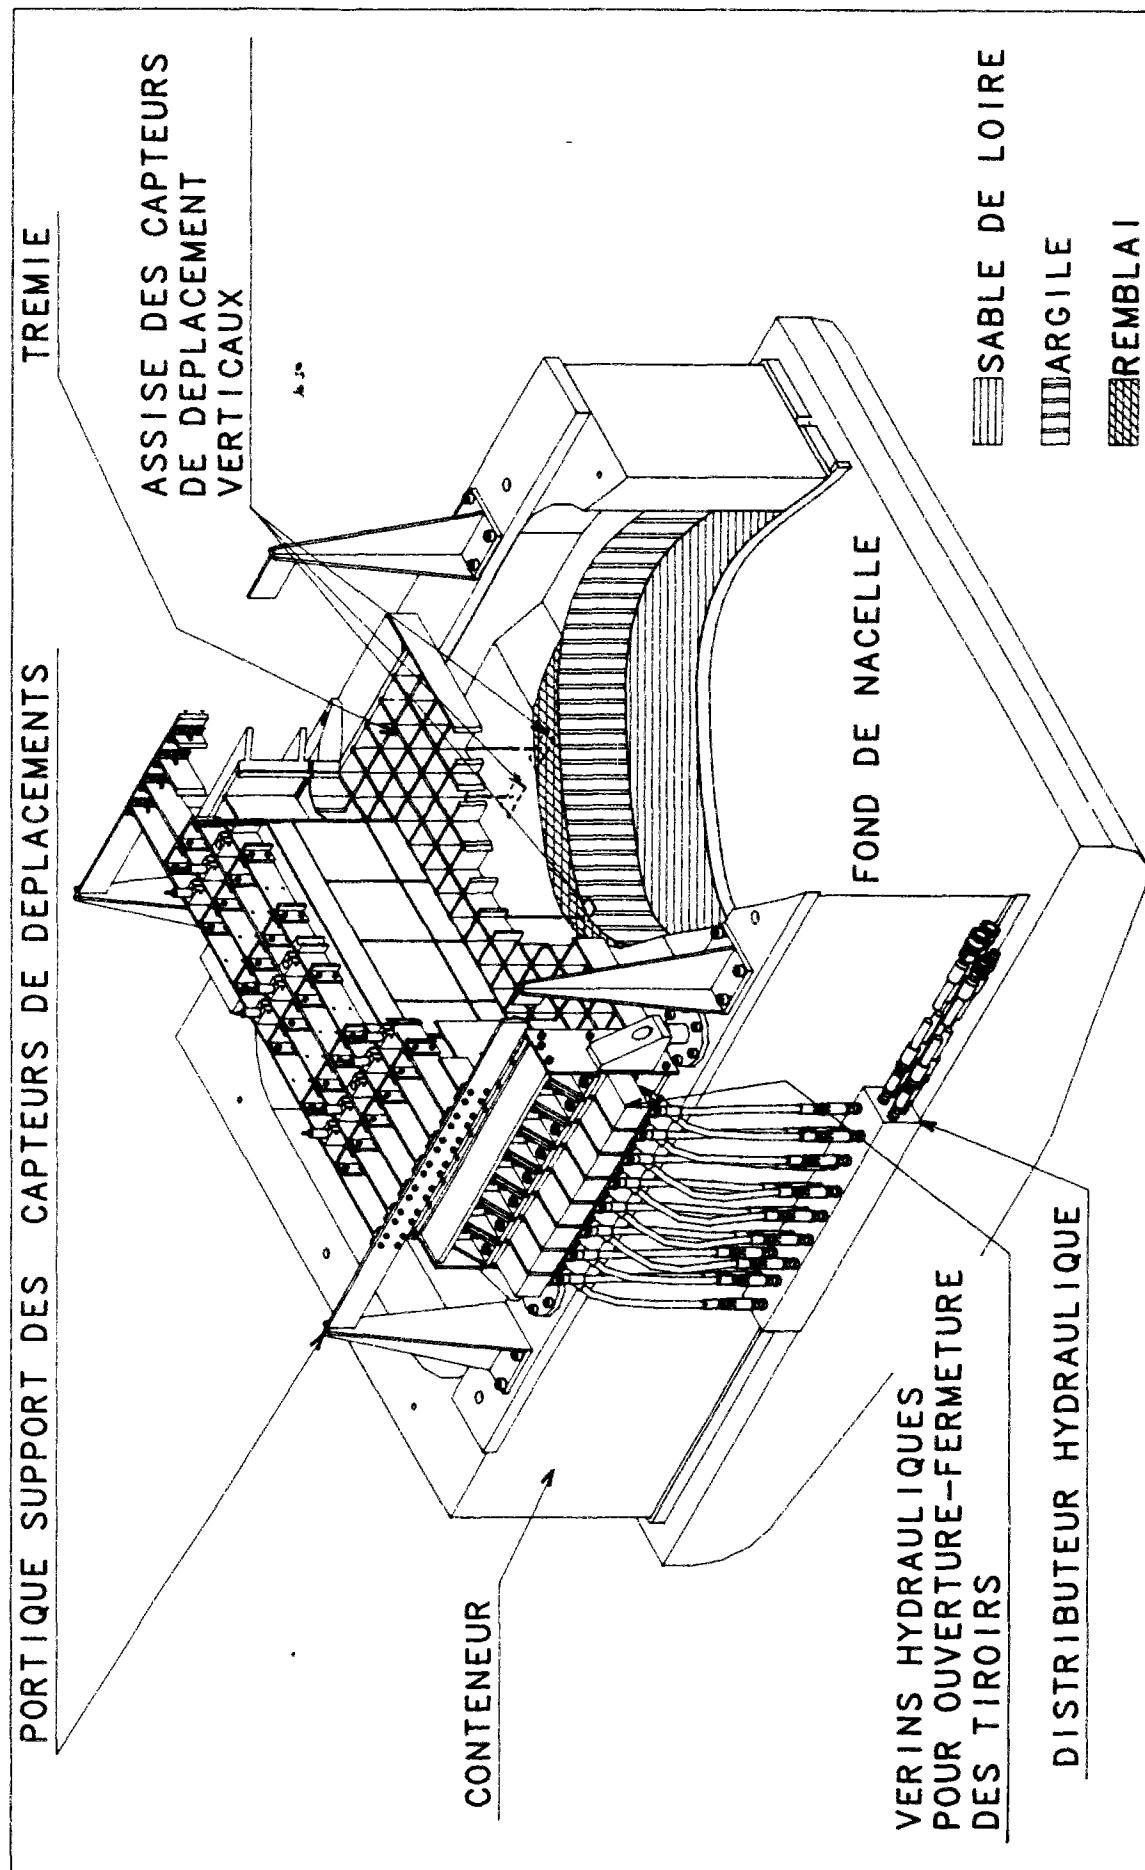 PORTIQUE SUPPORT DES CAPTEURS DE DEPLACEMENTS
TREMIE
ASSISE DES CAPTEURS
DE DEPLACEMENT
VERTICAUX
CONTENEUR
FOND DE NACELLE
VERINS HYDRAULIQUES
POUR OUVERTURE-FERMETURE
DES TIROIRS
DISTRIBUTEUR HYDRAULIQUE
SABLE DE LOIRE
ARGILE
REMBLAI